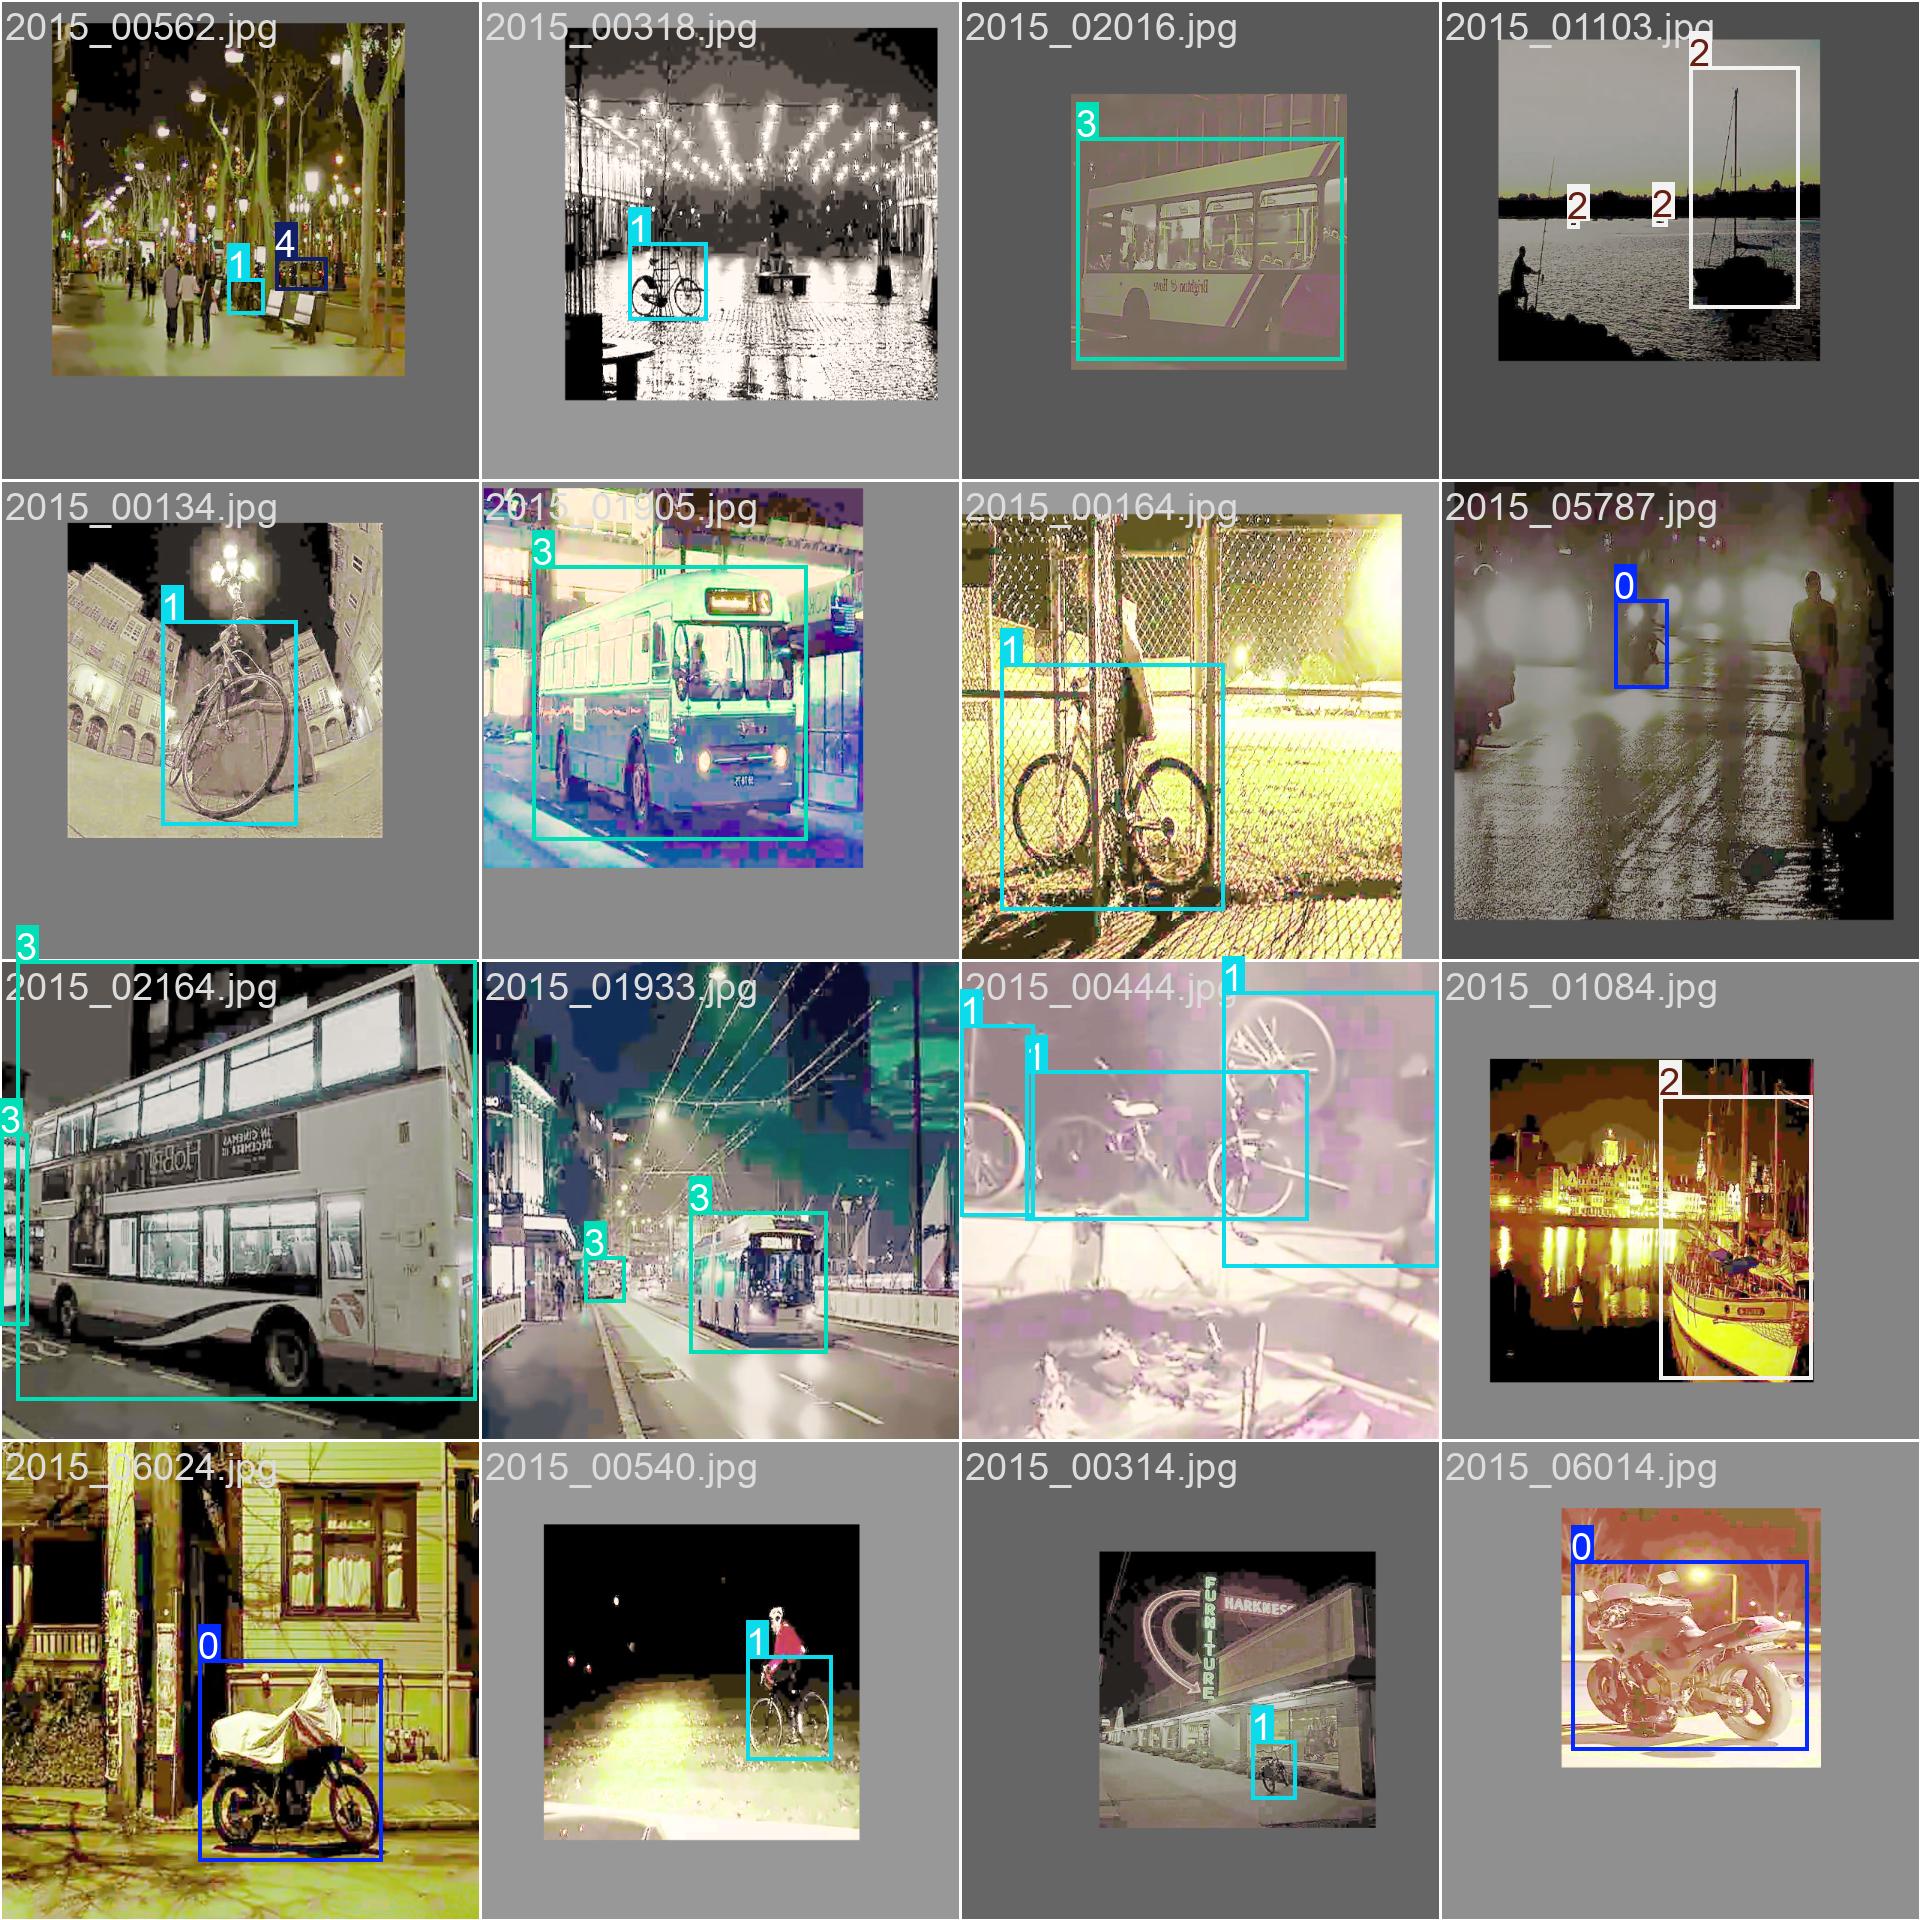 2015_00562.jpg
2015_00318.jpg
2015_02016.jpg
2015_01103.jpg
4
1
1
3
2
2
2
Brighton & Hove
2015_00134.jpg
2015_01905.jpg
2015_00164.jpg
2015_05787.jpg
1
3
1
0
3
2015_02164.jpg
2015_01933.jpg
2015_00444.jpg
2015_01084.jpg
3
HOBBIT
IN CINEMAS
DECEMBER
3
3
1
1
1
2
2015_06024.jpg
2015_00540.jpg
2015_00314.jpg
2015_06014.jpg
0
1
FURNITURE
HARKNES
1
0